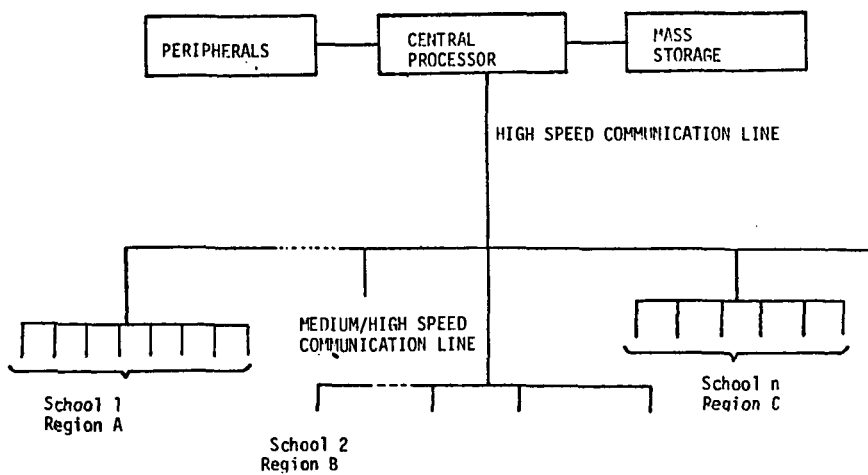 PERIPHERALS
CENTRAL
PROCESSOR
MASS
STORAGE
HIGH SPEED COMMUNICATION LINE
MEDIUM/HIGH SPEED
COMMUNICATION LINE
School 1
Region A
School 2
Region B
School n
Region C